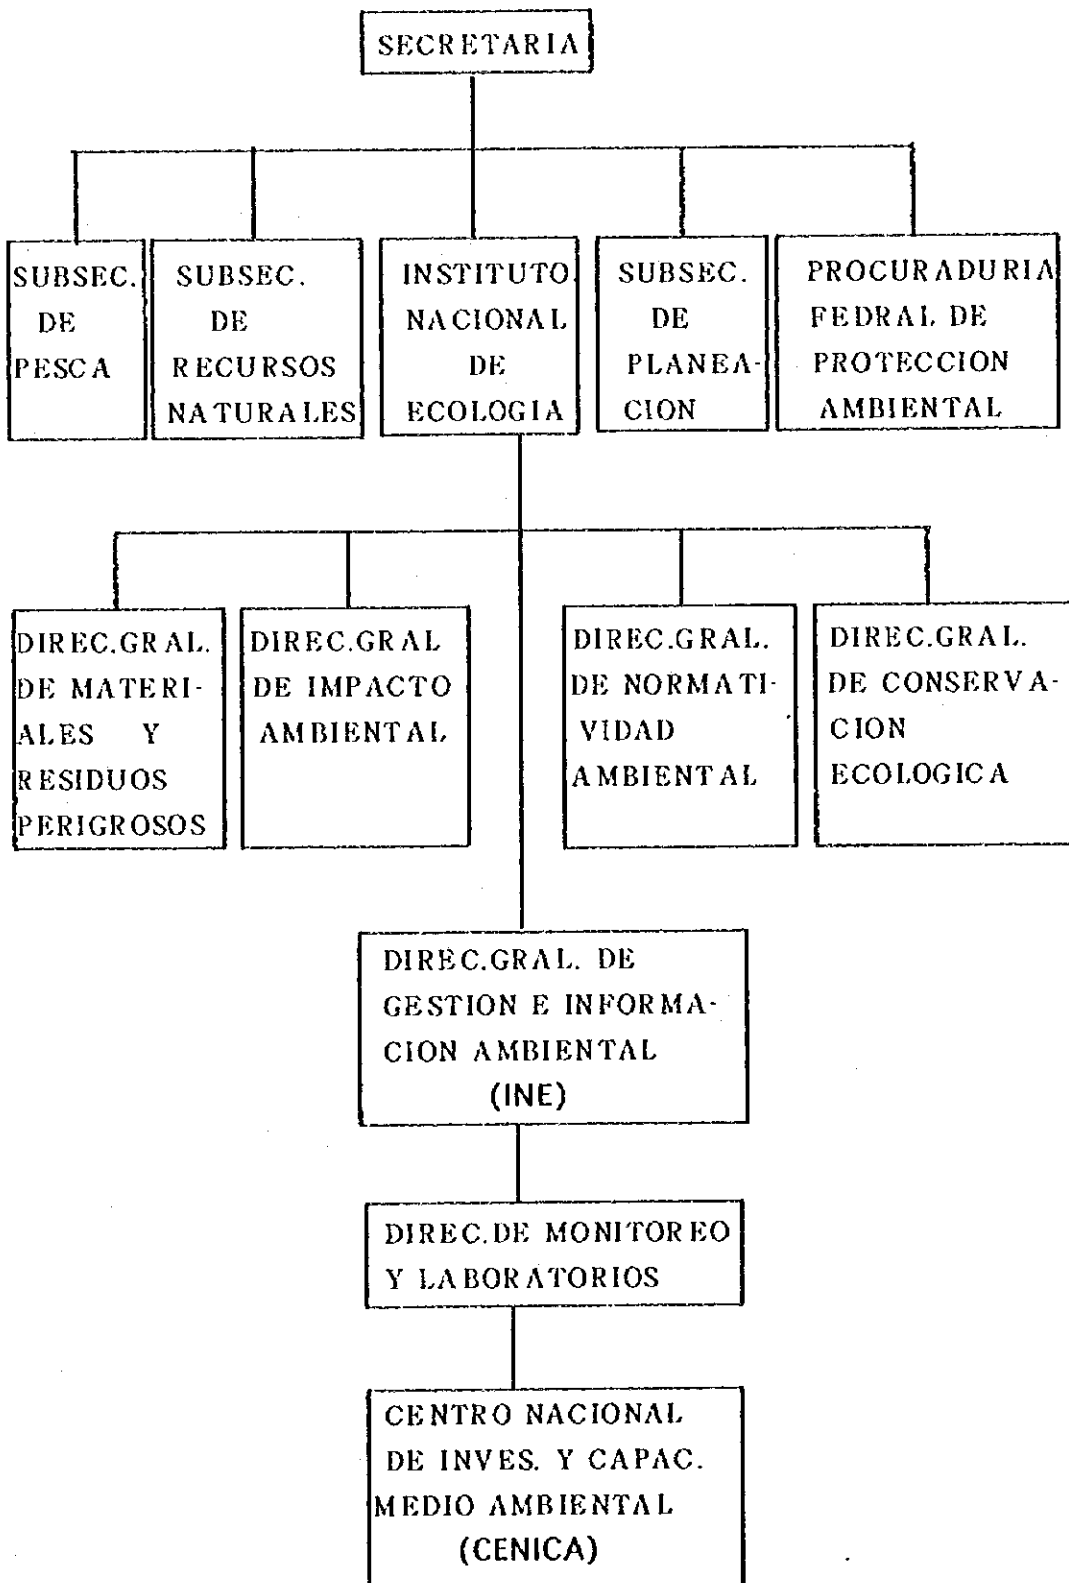 SECRETARIA
SUBSEC.
DE
PESCA
SUBSEC.
DE
RECURSOS
NATURALES
INSTITUTO
NACIONAL
DE
ECOLOGIA
SUBSEC.
DE
PLANEA-
CION
PROCURADURIA
FEDRAL DE
PROTECCION
AMBIENTAL
DIREC.GRAL.
DE MATERI-
ALES Y
RESIDUOS
PERIGROSOS
DIREC.GRAL
DE IMPACTO
AMBIENTAL
DIREC.GRAL.
DE NORMATI-
VIDAD
AMBIENTAL
DIREC.GRAL.
DE CONSERVA-
CION
ECOLOGICA
DIREC.GRAL. DE
GESTION E INFORMA-
CION AMBIENTAL
(INE)
DIREC.DE MONITOREO
Y LABORATORIOS
CENTRO NACIONAL
DE INVES. Y CAPAC.
MEDIO AMBIENTAL
(CENICA)